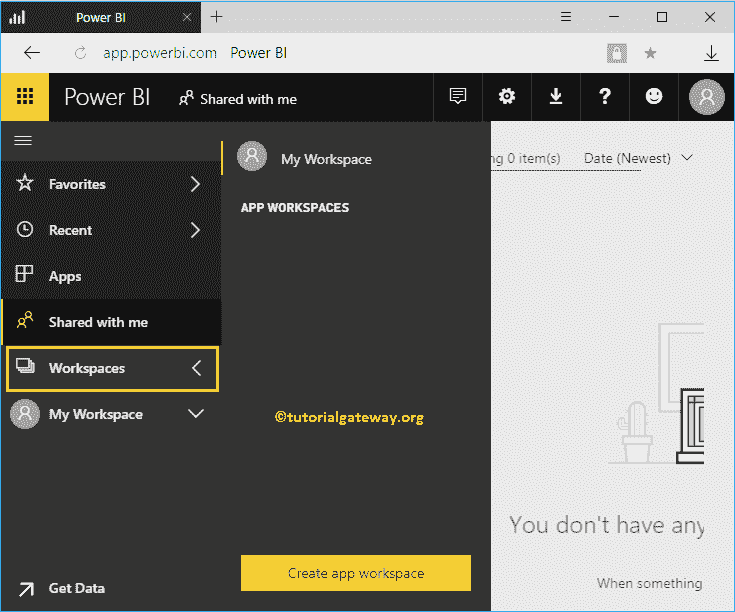 Power BI
app.powerbi.com Power BI
Power BI Shared with me
My Workspace
ng 0 item(s) Date (Newest)
Favorites
APP WORKSPACES
Recent
Apps
Shared with me
Workspaces
My Workspace
©tutorialgateway.org
You don't have any
Create app workspace
When something
Get Data